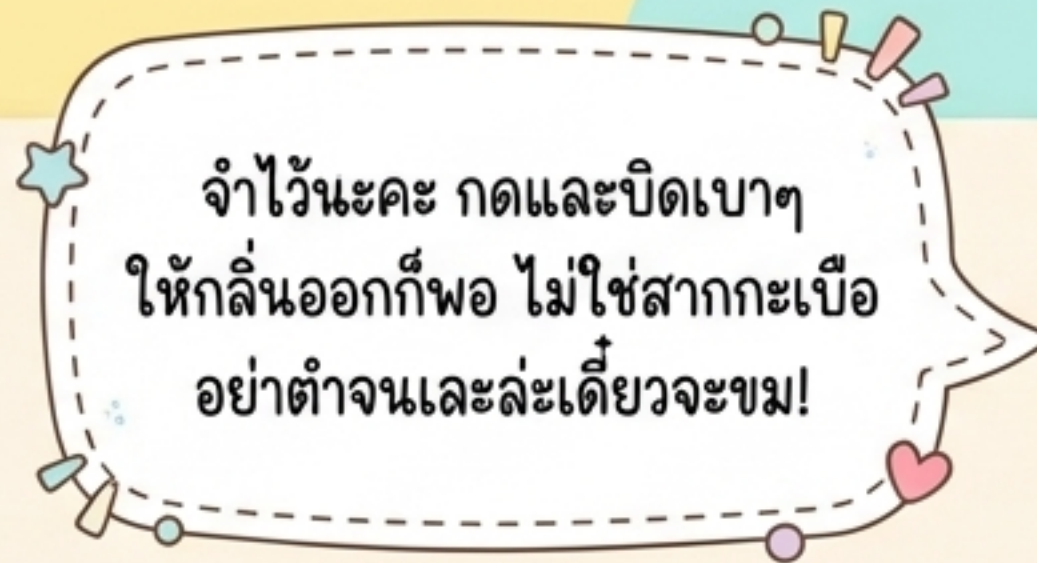 จำไว้นะคะ กดและบิดเบาๆ
ให้กลิ่นออกก็พอ ไม่ใช่สากกะเบือ
อย่าตำจนเละล่ะเดี๋ยวจะขม!